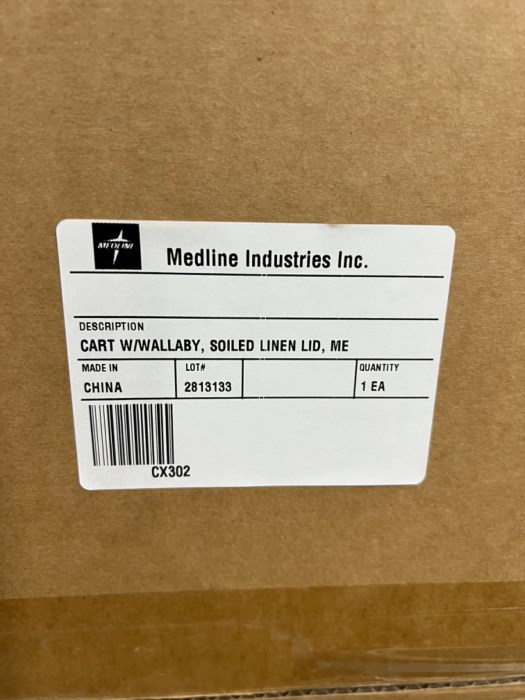 MEDLINE
Medline Industries Inc.
DESCRIPTION
CART W/WALLABY, SOILED LINEN LID, ME
MADE IN LOT# QUANTITY
CHINA 2813133 1 EA
CX302